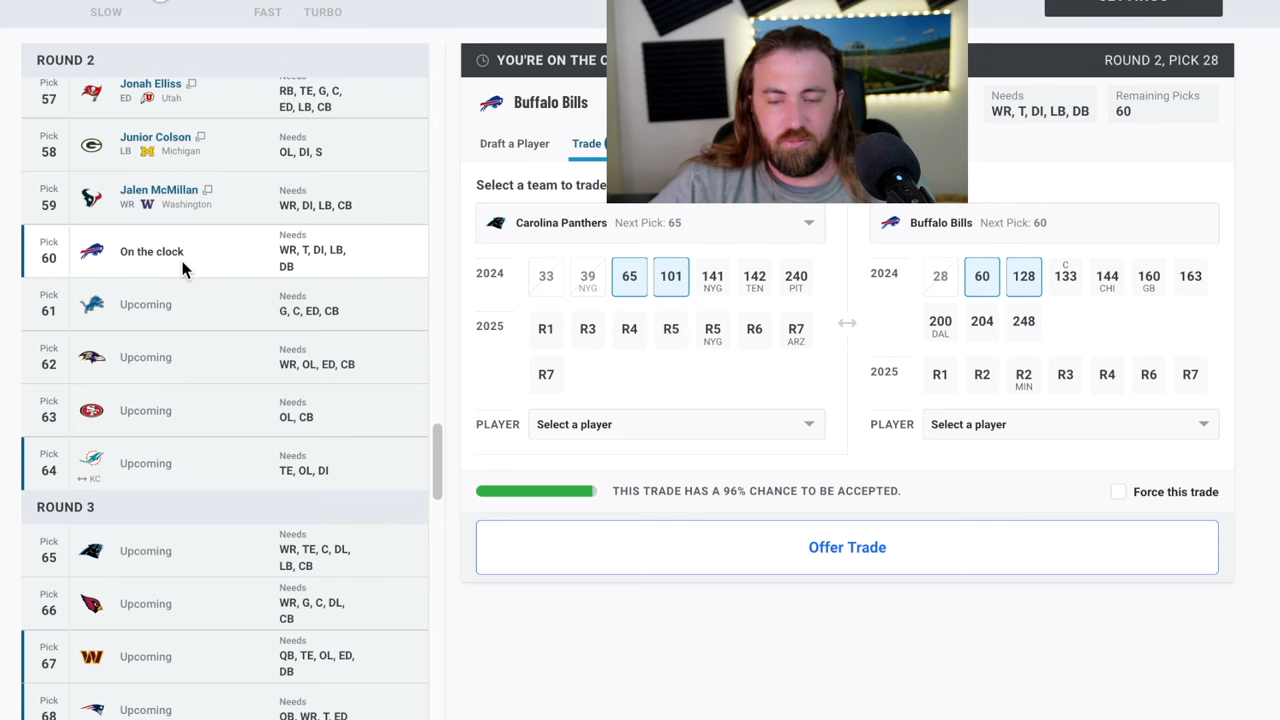 SLOW
FAST
TURBO
ROUND 2
Pick 57
Jonah Elliss
ED Utah
RB, TE, G, C, ED, LB, CB
Pick 58
Junior Colson
LB Michigan
Needs
OL, DI, S
Pick 59
Jalen McMillan
WR Washington
Needs
WR, DI, LB, CB
Pick 60
On the clock
Needs
WR, T, DI, LB, DB
Pick 61
Upcoming
Needs
G, C, ED, CB
Pick 62
Upcoming
Needs
WR, OL, ED, CB
Pick 63
Upcoming
Needs
OL, CB
Pick 64
↔ KC
Upcoming
Needs
TE, OL, DI
ROUND 3
Pick 65
Upcoming
Needs
WR, TE, C, DL, LB, CB
Pick 66
Upcoming
Needs
WR, G, C, DL, CB
Pick 67
Upcoming
Needs
QB, TE, OL, ED, DB
Pick 68
Upcoming
Needs
QB, WR, T, ED
YOU'RE ON THE
ROUND 2, PICK 28
Buffalo Bills
Needs
WR, T, DI, LB, DB
Remaining Picks
60
Draft a Player
Trade
Select a team to trade
Carolina Panthers Next Pick: 65
2024
33
39 NYG
65
101
141 NYG
142 TEN
240 PIT
2025
R1
R3
R4
R5
R5 NYG
R6
R7 ARZ
R7
PLAYER
Select a player
Buffalo Bills Next Pick: 60
2024
28
60
128
C 133
144 CHI
160 GB
163
200 DAL
204
248
2025
R1
R2
R2 MIN
R3
R4
R6
R7
PLAYER
Select a player
THIS TRADE HAS A 96% CHANCE TO BE ACCEPTED.
Force this trade
Offer Trade